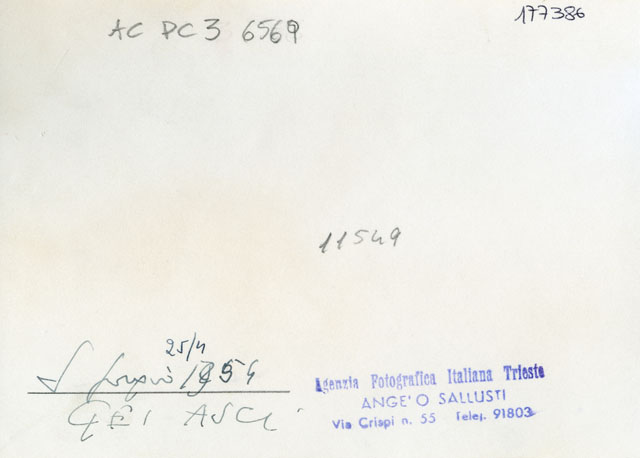 AC PC3 6569
177386
11549
25/4
S. Giorgio 1954
GEI ASCI
Agenzia Fotografica Italiana Trieste
ANGE'O SALLUSTI
Via Crispi n. 55 Telef. 91803